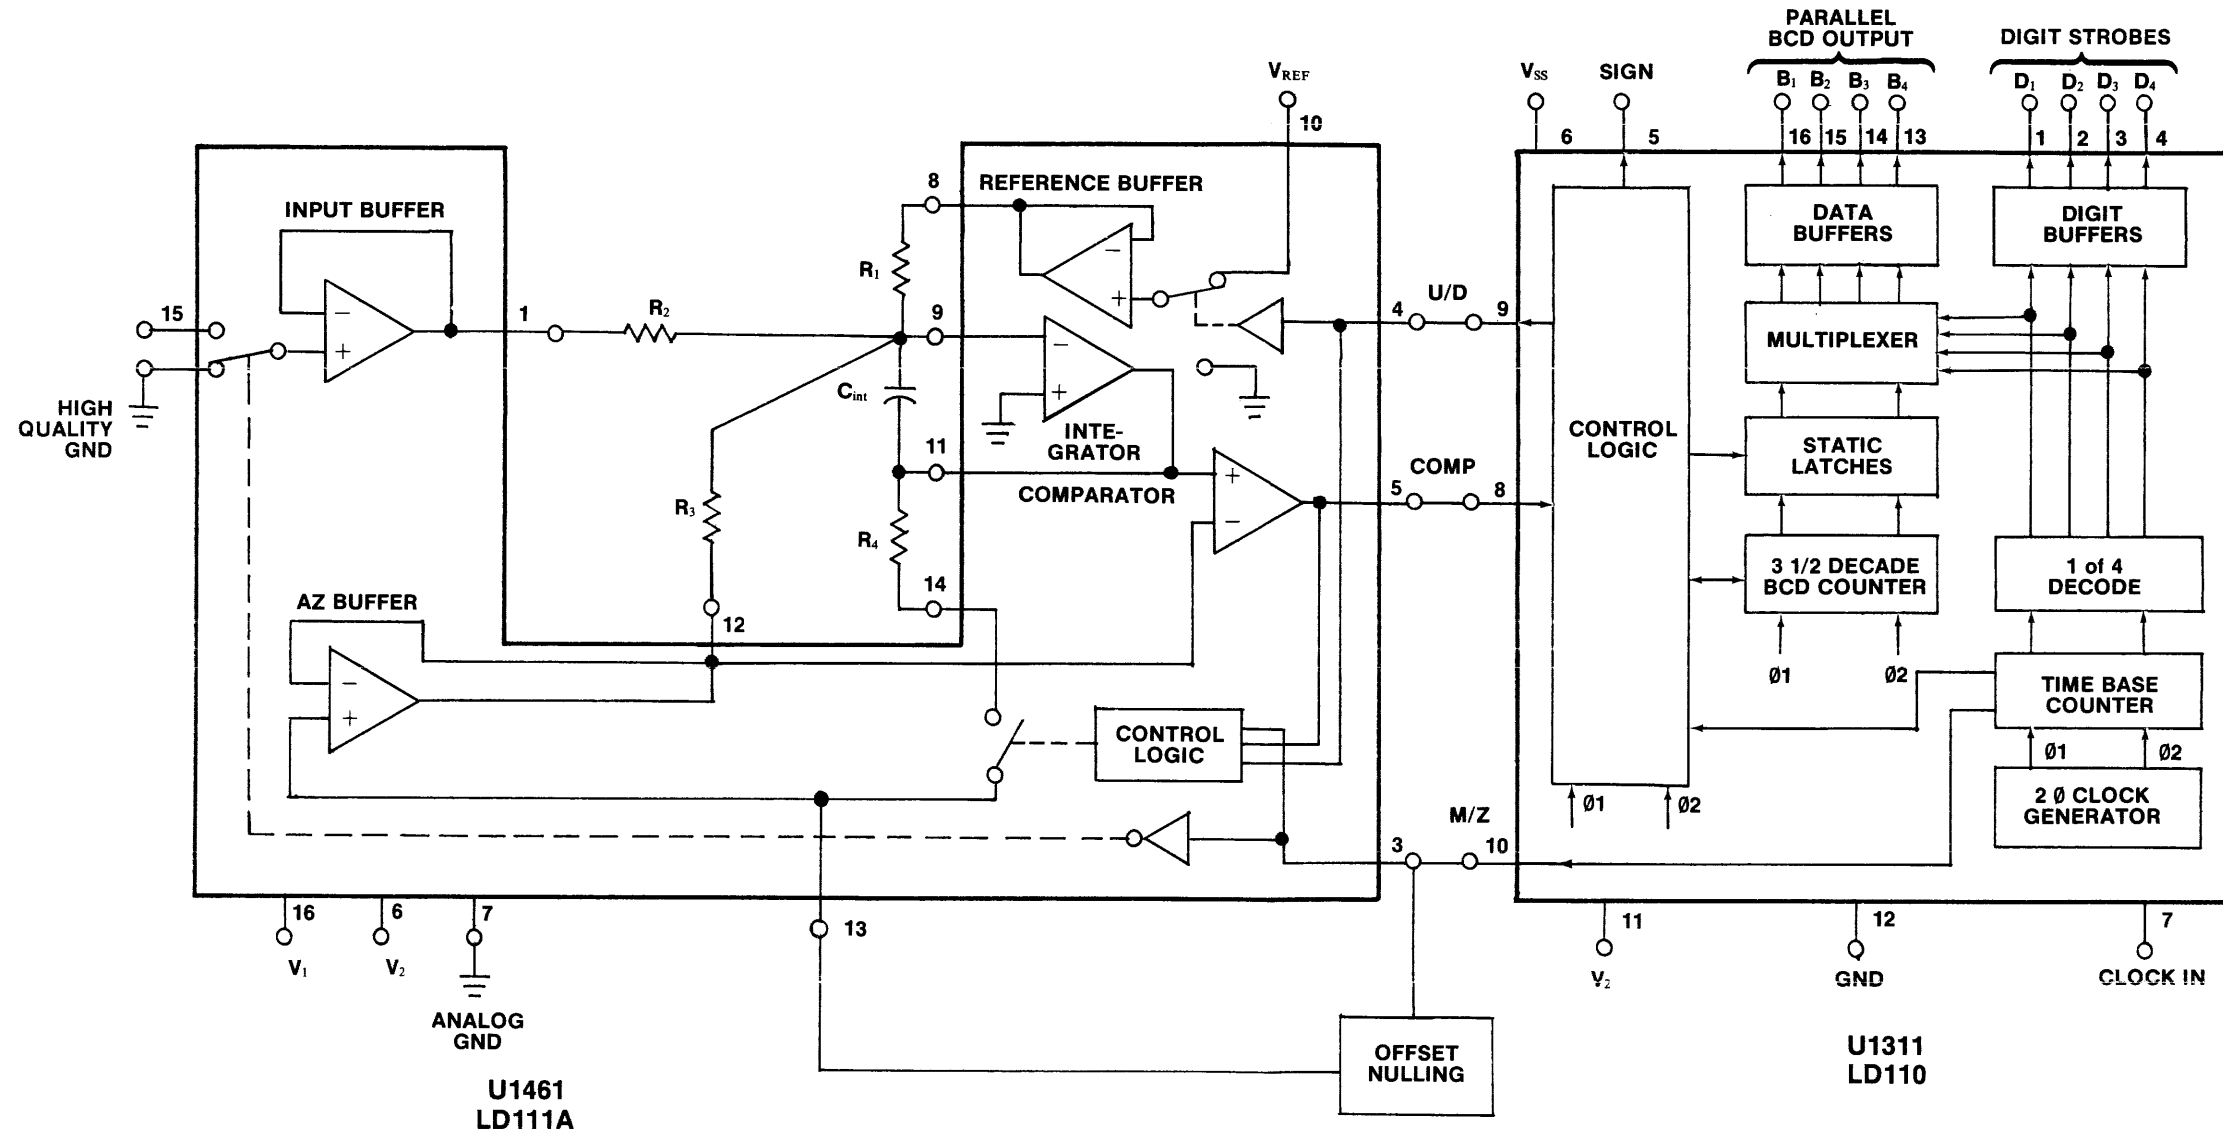 PARALLEL
BCD OUTPUT
DIGIT STROBES
V_REF
V_SS
SIGN
B₁ B₂ B₃ B₄
D₁ D₂ D₃ D₄
10
6
5
16 15 14 13
1 2 3 4
8
REFERENCE BUFFER
INPUT BUFFER
DATA
BUFFERS
DIGIT
BUFFERS
R₁
−
+
U/D
15
1
R₂
9
4
9
−
+
−
+
MULTIPLEXER
HIGH
QUALITY
GND
C_int
INTE-
GRATOR
CONTROL
LOGIC
STATIC
LATCHES
11
COMPARATOR
+
−
COMP
5
8
R₃
R₄
14
3 1/2 DECADE
BCD COUNTER
1 of 4
DECODE
AZ BUFFER
12
−
+
Ø1
Ø2
TIME BASE
COUNTER
CONTROL
LOGIC
Ø1
Ø2
2 Ø CLOCK
GENERATOR
Ø1
Ø2
M/Z
3
10
16
6
7
13
11
12
7
V₁
V₂
V₂
GND
CLOCK IN
ANALOG
GND
OFFSET
NULLING
U1461
LD111A
U1311
LD110